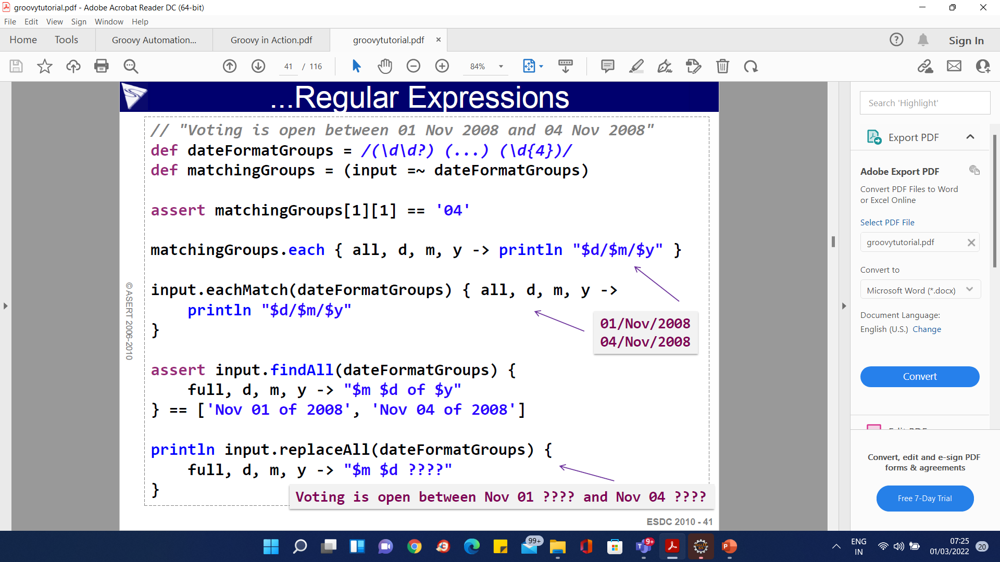 groovytutorial.pdf - Adobe Acrobat Reader DC (64-bit)
File Edit View Sign Window Help
Home Tools Groovy Automation... Groovy in Action.pdf groovytutorial.pdf × Sign In
41 / 116 84%
...Regular Expressions
// "Voting is open between 01 Nov 2008 and 04 Nov 2008"
def dateFormatGroups = /(\d\d?) (...) (\d{4})/
def matchingGroups = (input =~ dateFormatGroups)
assert matchingGroups[1][1] == '04'
matchingGroups.each { all, d, m, y -> println "$d/$m/$y" }
input.eachMatch(dateFormatGroups) { all, d, m, y ->
println "$d/$m/$y"
}
01/Nov/2008
04/Nov/2008
assert input.findAll(dateFormatGroups) {
full, d, m, y -> "$m $d of $y"
} == ['Nov 01 of 2008', 'Nov 04 of 2008']
println input.replaceAll(dateFormatGroups) {
full, d, m, y -> "$m $d ????"
}
Voting is open between Nov 01 ???? and Nov 04 ????
© ASERT 2006-2010
ESDC 2010 - 41
Search 'Highlight'
Export PDF
Adobe Export PDF
Convert PDF Files to Word
or Excel Online
Select PDF File
groovytutorial.pdf
Convert to
Microsoft Word (*.docx)
Document Language:
English (U.S.) Change
Convert
Convert, edit and e-sign PDF
forms & agreements
Free 7-Day Trial
99+
9+
ENG
IN
07:25
01/03/2022
20